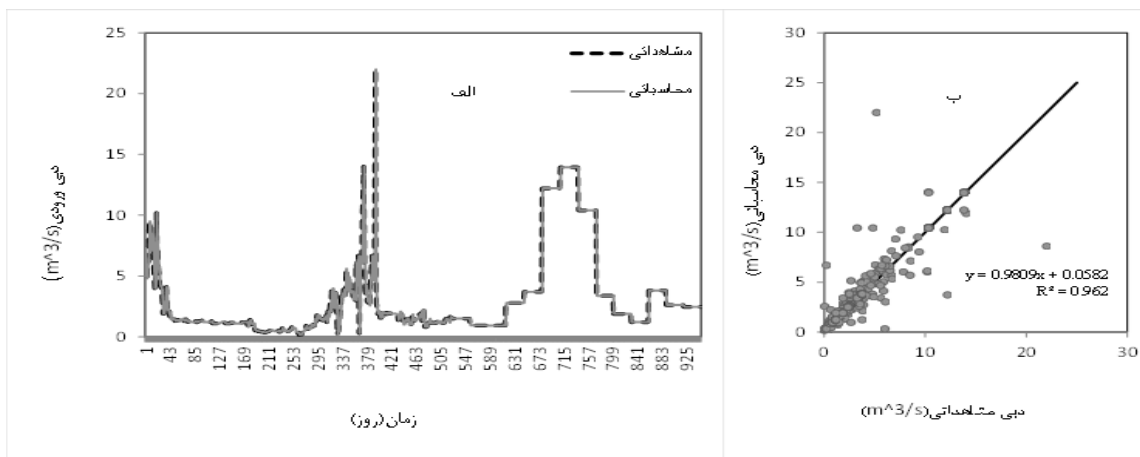 25
20
15
10
5
0
مشاهداتی
محاسباتی
الف
دبی ورودی(m^3/s)
1 43 85 127 169 211 253 295 337 379 421 463 505 547 589 631 673 715 757 799 841 883 925
زمان(روز)
30
25
20
15
10
5
0
ب
دبی محاسباتی(m^3/s)
y = 0.9809x + 0.0582
R² = 0.962
0 10 20 30
دبی مشاهداتی(m^3/s)